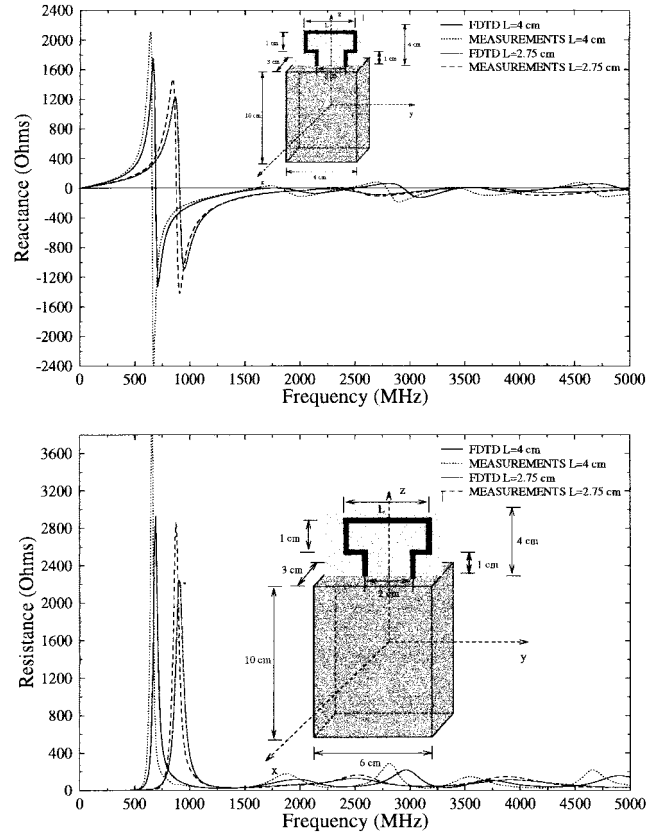 2400
2000
1600
1200
800
400
0
-400
-800
-1200
-1600
-2000
-2400
Reactance (Ohms)
FDTD L=4 cm
MEASUREMENTS L=4 cm
FDTD L=2.75 cm
MEASUREMENTS L=2.75 cm
z
L
1 cm
4 cm
3 cm
1 cm
10 cm
y
x
4 cm
0 500 1000 1500 2000 2500 3000 3500 4000 4500 5000
Frequency (MHz)
3600
3200
2800
2400
2000
1600
1200
800
400
0
Resistance (Ohms)
FDTD L=4 cm
MEASUREMENTS L=4 cm
FDTD L=2.75 cm
MEASUREMENTS L=2.75 cm
z
L
1 cm
4 cm
3 cm
1 cm
2 cm
10 cm
y
x
6 cm
0 500 1000 1500 2000 2500 3000 3500 4000 4500 5000
Frequency (MHz)